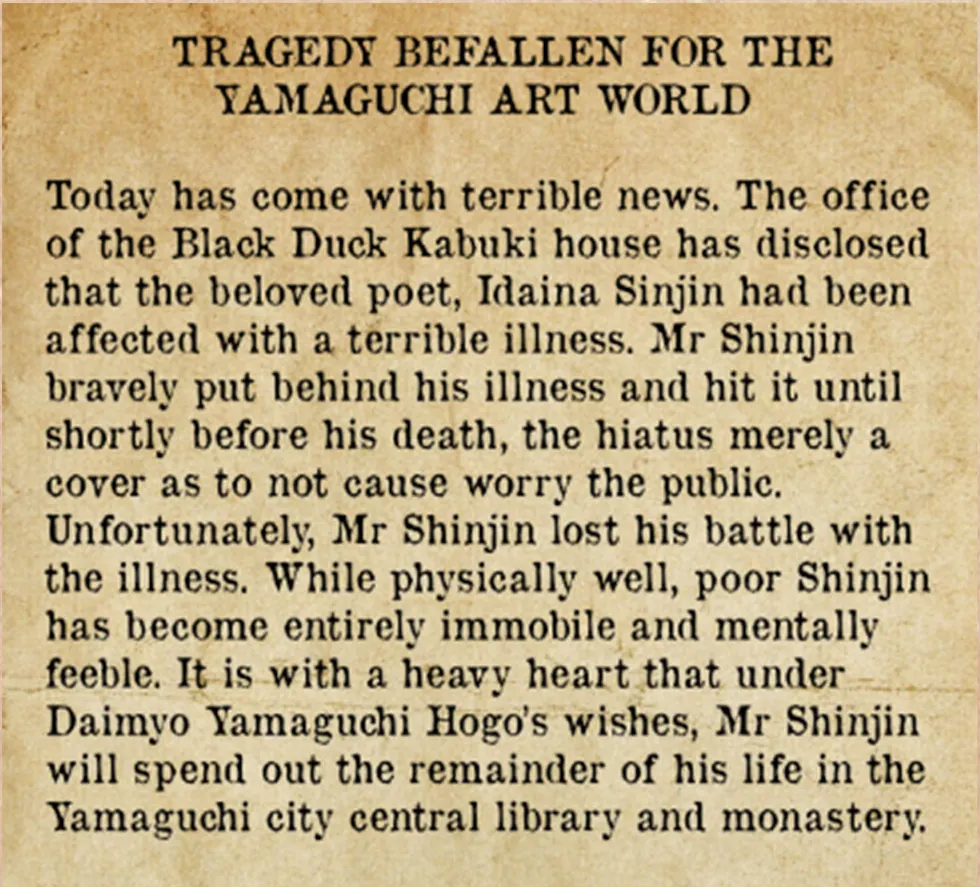 TRAGEDY BEFALLEN FOR THE
YAMAGUCHI ART WORLD
Today has come with terrible news. The office
of the Black Duck Kabuki house has disclosed
that the beloved poet, Idaina Sinjin had been
affected with a terrible illness. Mr Shinjin
bravely put behind his illness and hit it until
shortly before his death, the hiatus merely a
cover as to not cause worry the public.
Unfortunately, Mr Shinjin lost his battle with
the illness. While physically well, poor Shinjin
has become entirely immobile and mentally
feeble. It is with a heavy heart that under
Daimyo Yamaguchi Hogo's wishes, Mr Shinjin
will spend out the remainder of his life in the
Yamaguchi city central library and monastery.